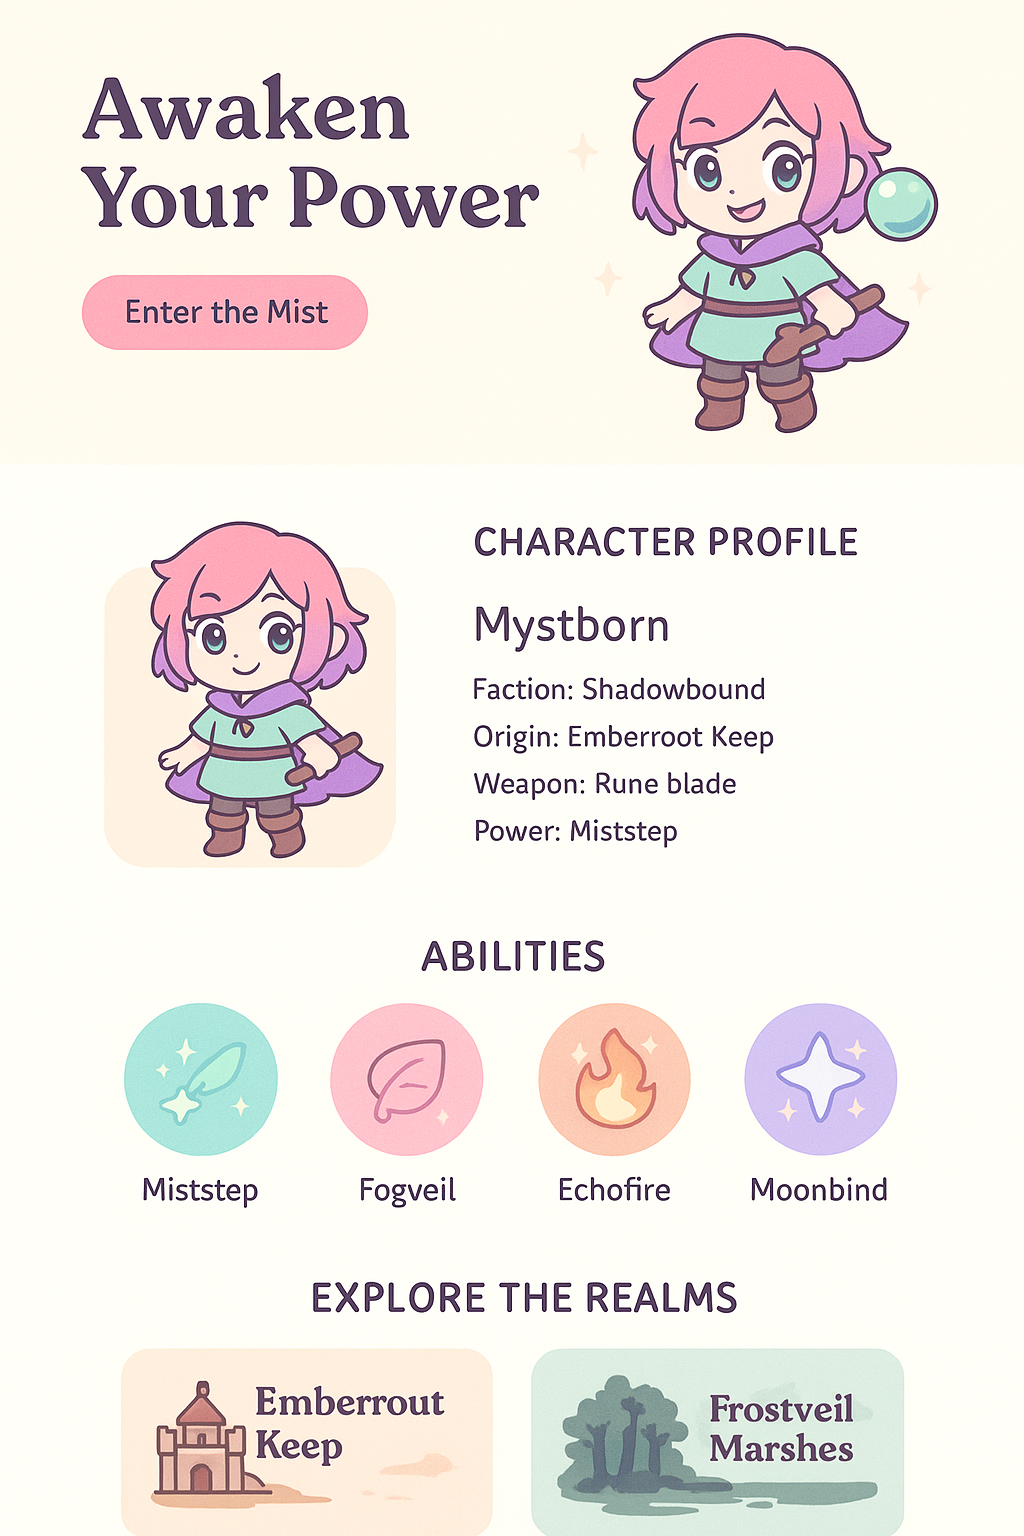 Awaken
Your Power
Enter the Mist
CHARACTER PROFILE
Mystborn
Faction: Shadowbound
Origin: Emberroot Keep
Weapon: Rune blade
Power: Miststep
ABILITIES
Miststep
Fogveil
Echofire
Moonbind
EXPLORE THE REALMS
Emberrout
Keep
Frostveil
Marshes